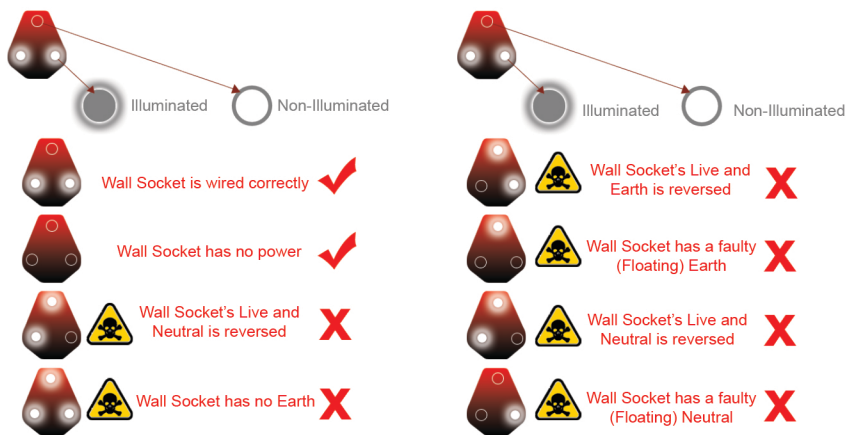 Illuminated
Non-Illuminated
Wall Socket is wired correctly
Wall Socket has no power
Wall Socket's Live and
Neutral is reversed
Wall Socket has no Earth
Illuminated
Non-Illuminated
Wall Socket's Live and
Earth is reversed
Wall Socket has a faulty
(Floating) Earth
Wall Socket's Live and
Neutral is reversed
Wall Socket has a faulty
(Floating) Neutral